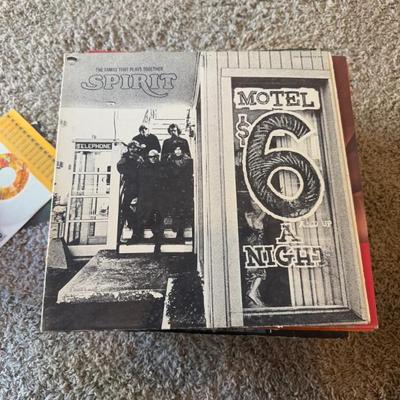 THE FAMILY THAT PLAYS TOGETHER
SPIRIT
TELEPHONE
MOTEL
$6
AND UP
A
NIGHT